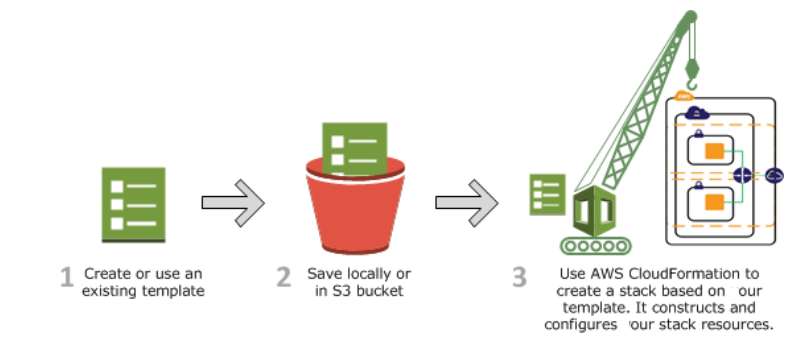 1 Create or use an
existing template
2 Save locally or
in S3 bucket
3 Use AWS CloudFormation to
create a stack based on our
template. It constructs and
configures our stack resources.